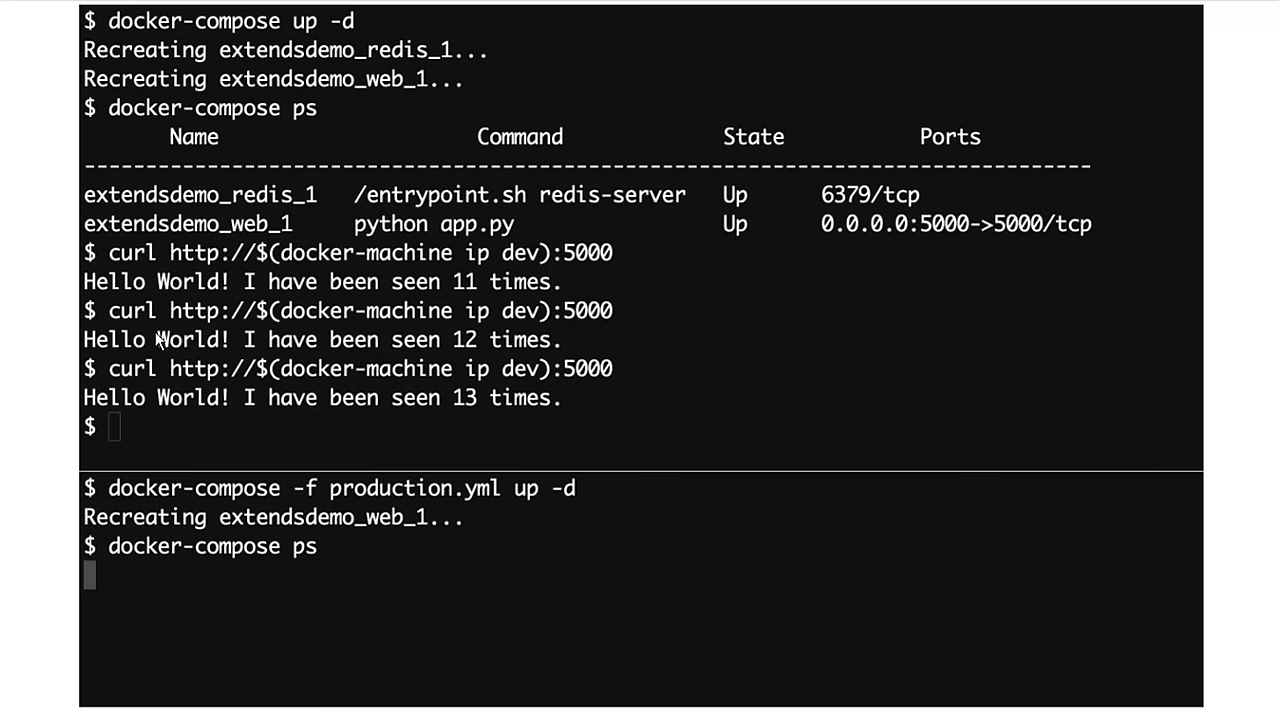 $ docker-compose up -d
Recreating extendsdemo_redis_1...
Recreating extendsdemo_web_1...
$ docker-compose ps
Name Command State Ports
----------------------------------------------------------------------------------
extendsdemo_redis_1 /entrypoint.sh redis-server Up 6379/tcp
extendsdemo_web_1 python app.py Up 0.0.0.0:5000->5000/tcp
$ curl http://$(docker-machine ip dev):5000
Hello World! I have been seen 11 times.
$ curl http://$(docker-machine ip dev):5000
Hello World! I have been seen 12 times.
$ curl http://$(docker-machine ip dev):5000
Hello World! I have been seen 13 times.
$
$ docker-compose -f production.yml up -d
Recreating extendsdemo_web_1...
$ docker-compose ps